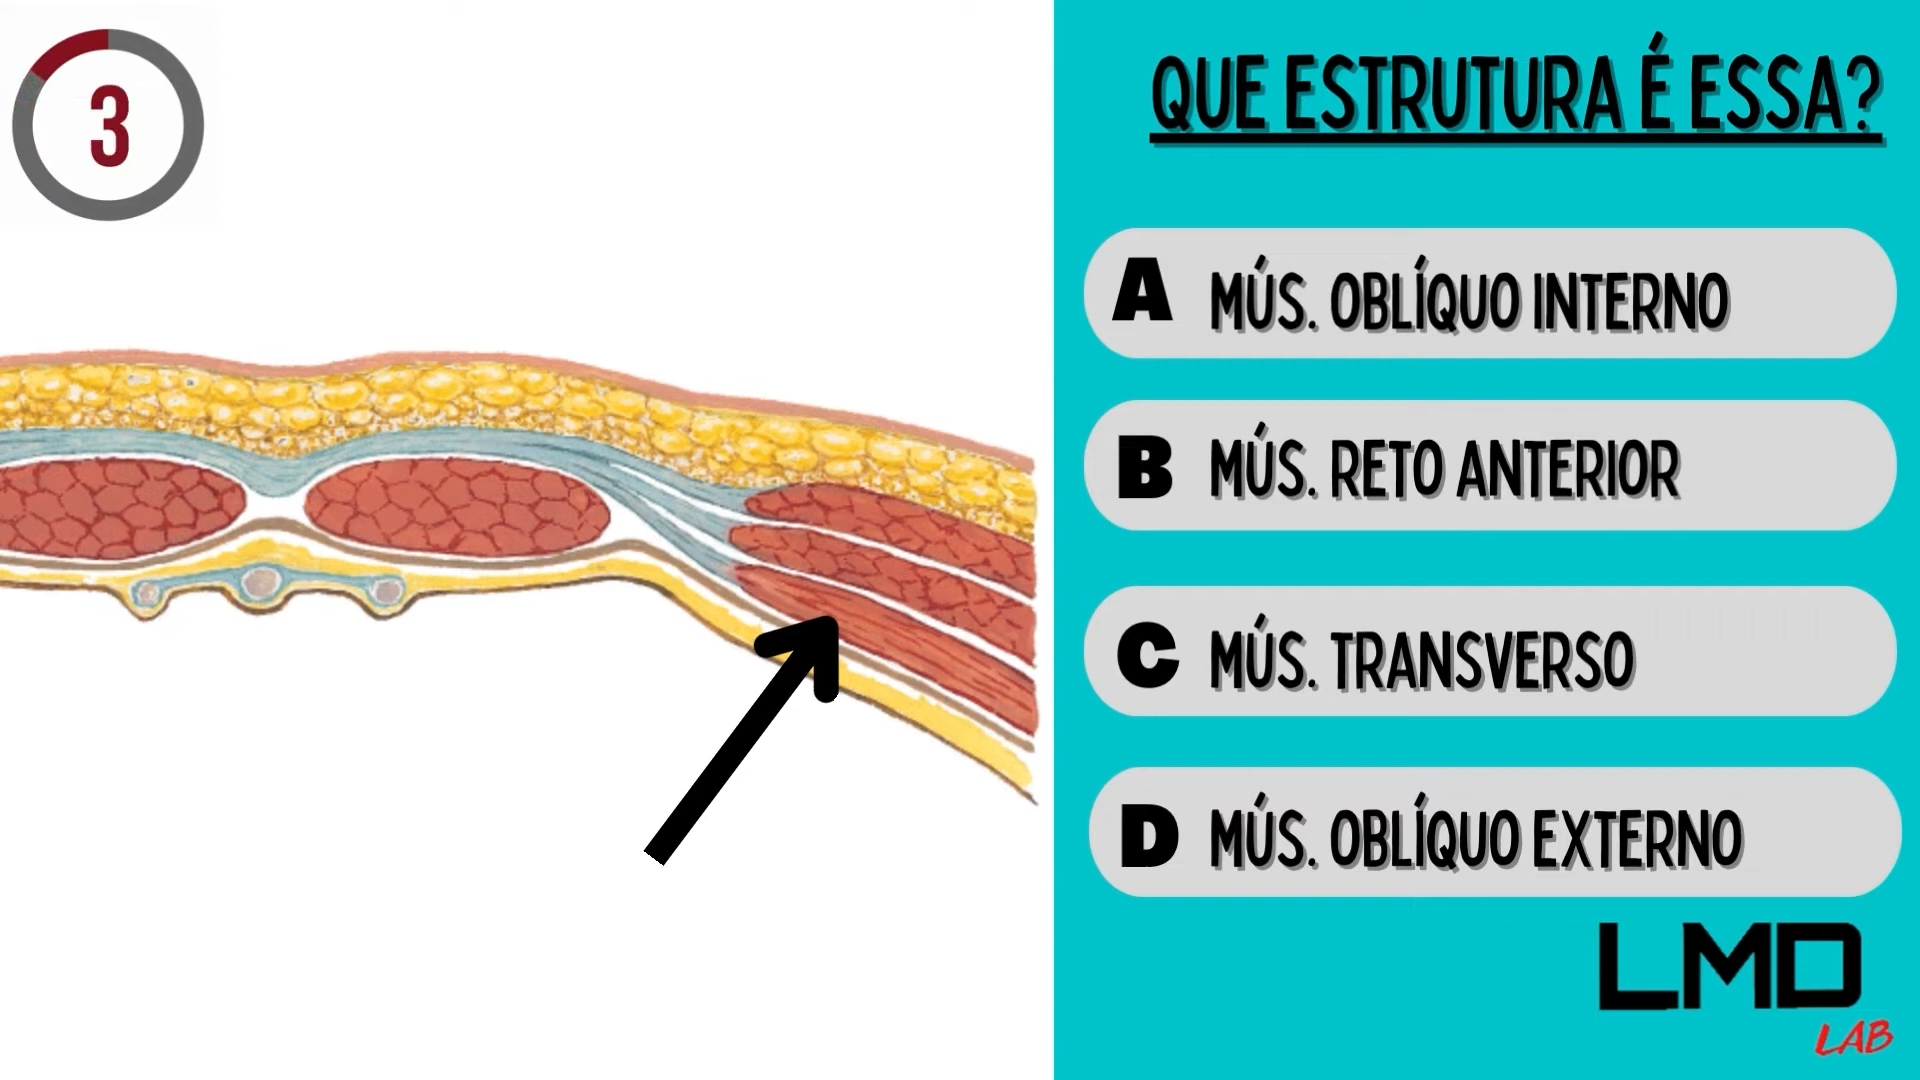 3
QUE ESTRUTURA É ESSA?
A MÚS. OBLÍQUO INTERNO
B MÚS. RETO ANTERIOR
C MÚS. TRANSVERSO
D MÚS. OBLÍQUO EXTERNO
LMD
LAB